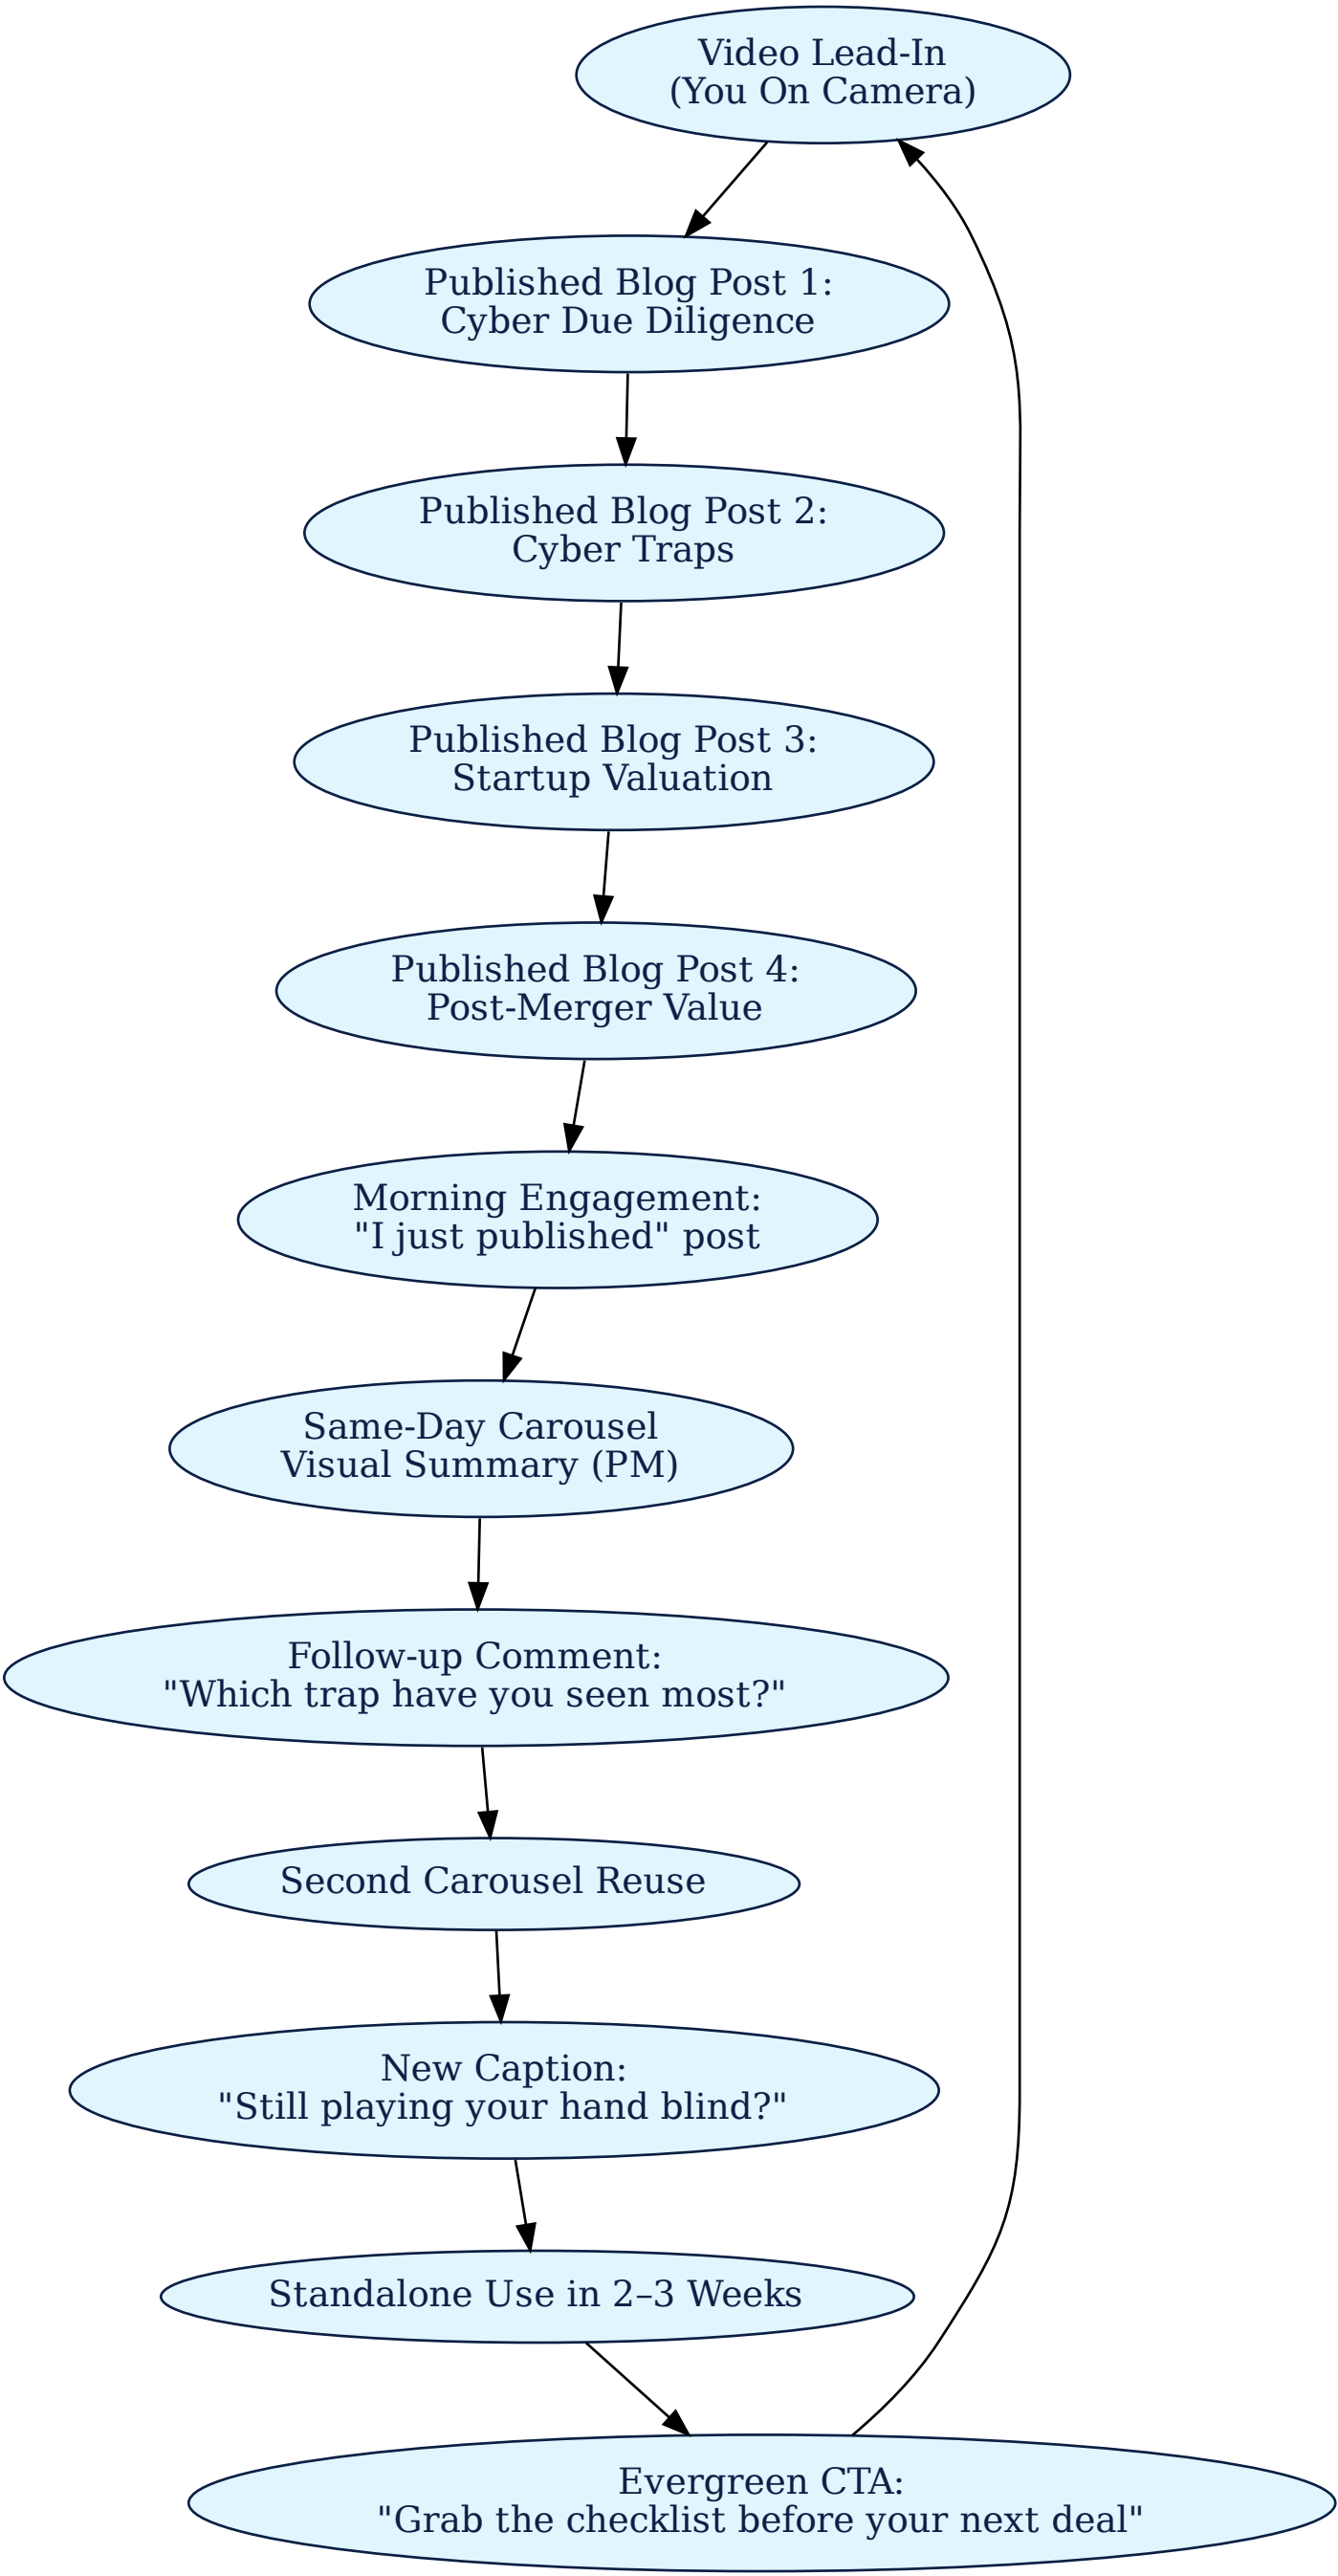 Video Lead-In
(You On Camera)
Published Blog Post 1:
Cyber Due Diligence
Published Blog Post 2:
Cyber Traps
Published Blog Post 3:
Startup Valuation
Published Blog Post 4:
Post-Merger Value
Morning Engagement:
"I just published" post
Same-Day Carousel
Visual Summary (PM)
Follow-up Comment:
"Which trap have you seen most?"
Second Carousel Reuse
New Caption:
"Still playing your hand blind?"
Standalone Use in 2–3 Weeks
Evergreen CTA:
"Grab the checklist before your next deal"